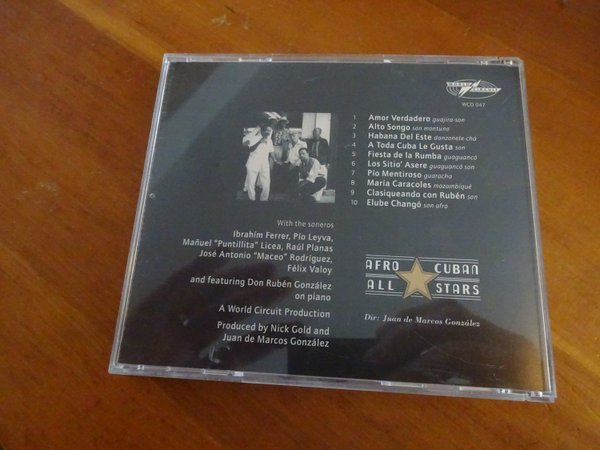 WORLD CIRCUIT
WCD 047
1 Amor Verdadero guajira-son
2 Alto Songo son montuno
3 Habana Del Este danzonete-chá
4 A Toda Cuba Le Gusta son
5 Fiesta de la Rumba guaguancó
6 Los Sitio' Asere guaguancó son
7 Pío Mentiroso guaracha
8 Maria Caracoles mozambiqué
9 Clasiqueando con Rubén son
10 Elube Changó son afro
With the soneros
Ibrahím Ferrer, Pío Leyva,
Mañuel "Puntillita" Licea, Raúl Planas
José Antonio "Maceo" Rodríguez,
Félix Valoy
and featuring Don Rubén González
on piano
A World Circuit Production
Produced by Nick Gold and
Juan de Marcos González
AFRO CUBAN
ALL STARS
Dir: Juan de Marcos González